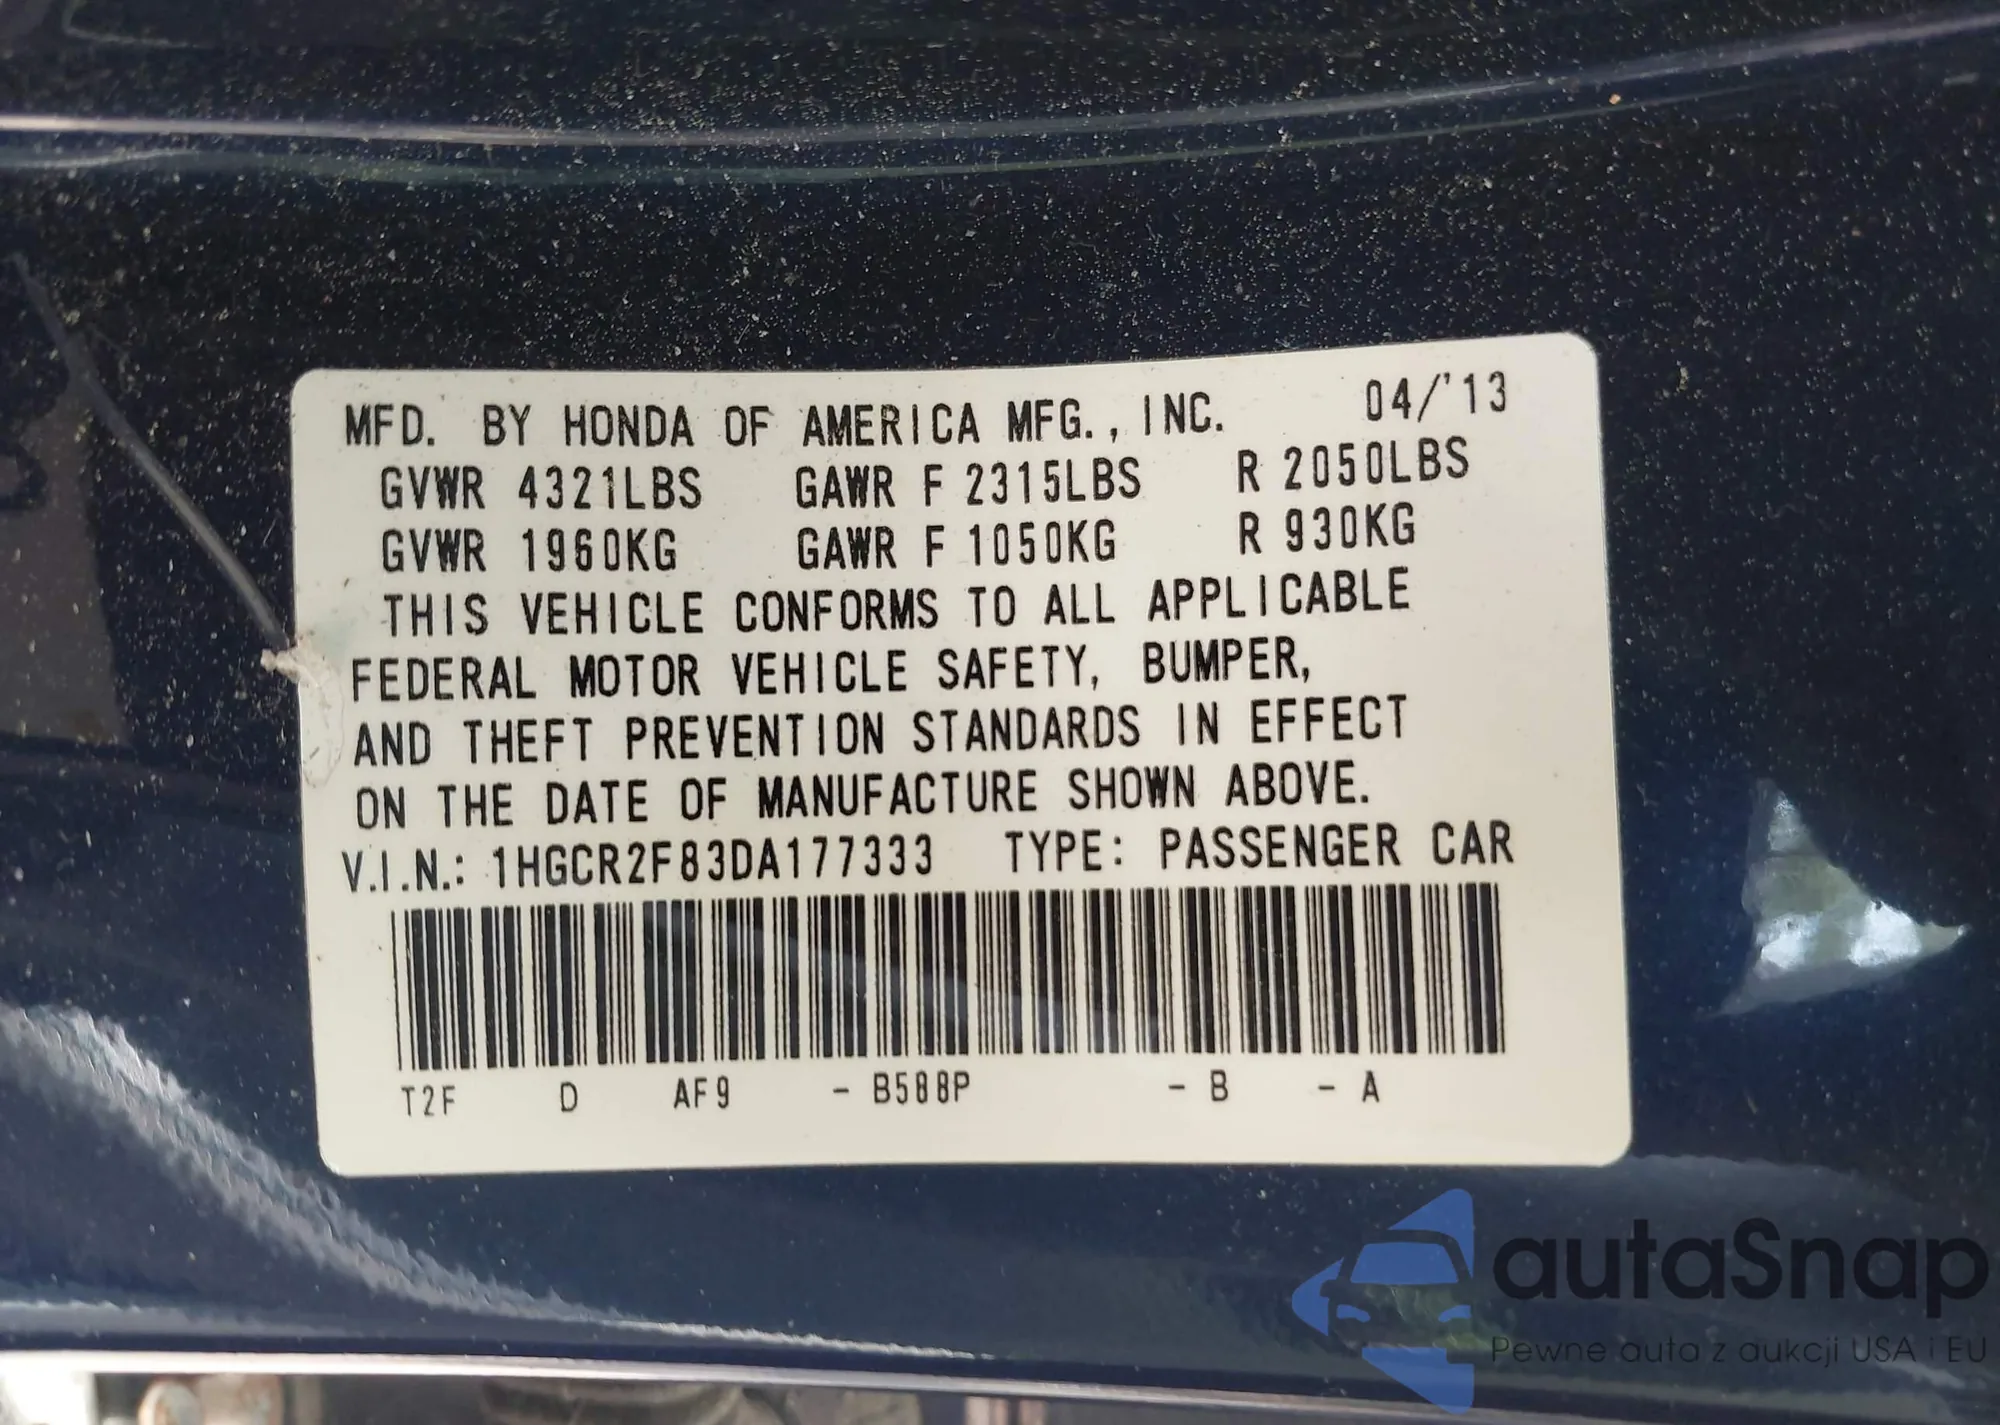 MFD. BY HONDA OF AMERICA MFG., INC. 04/'13
GVWR 4321LBS GAWR F 2315LBS R 2050LBS
GVWR 1960KG GAWR F 1050KG R 930KG
THIS VEHICLE CONFORMS TO ALL APPLICABLE
FEDERAL MOTOR VEHICLE SAFETY, BUMPER,
AND THEFT PREVENTION STANDARDS IN EFFECT
ON THE DATE OF MANUFACTURE SHOWN ABOVE.
V.I.N.: 1HGCR2F83DA177333 TYPE: PASSENGER CAR
T2F D AF9 - B588P - B - A
autaSnap
Pewne auta z aukcji USA i EU